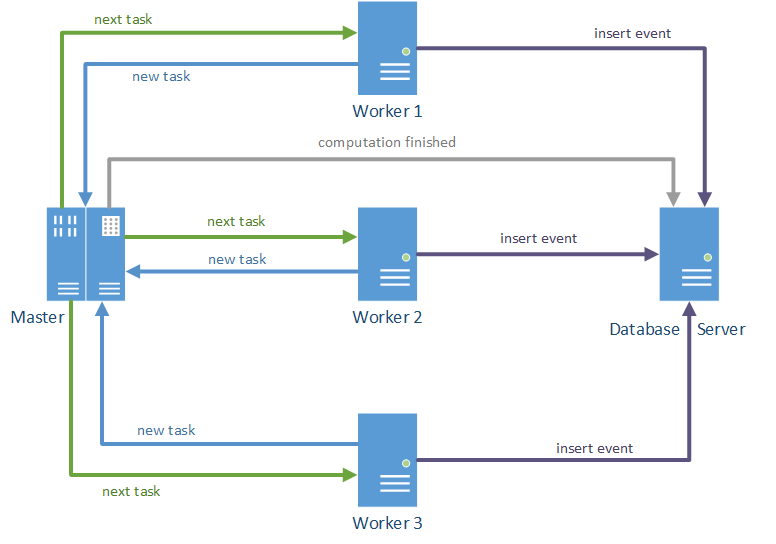 next task
insert event
new task
Worker 1
computation finished
next task
insert event
new task
Master
Worker 2
Database Server
new task
insert event
next task
Worker 3